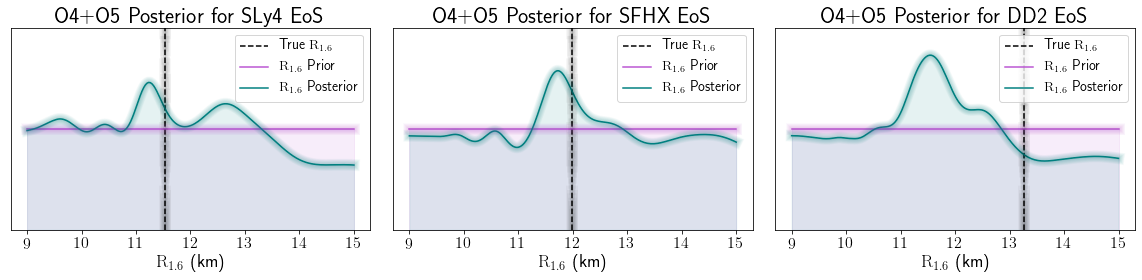 O4+O5 Posterior for SLy4 EoS
True R1.6
R1.6 Prior
R1.6 Posterior
9 10 11 12 13 14 15
R1.6 (km)
O4+O5 Posterior for SFHX EoS
True R1.6
R1.6 Prior
R1.6 Posterior
9 10 11 12 13 14 15
R1.6 (km)
O4+O5 Posterior for DD2 EoS
True R1.6
R1.6 Prior
R1.6 Posterior
9 10 11 12 13 14 15
R1.6 (km)